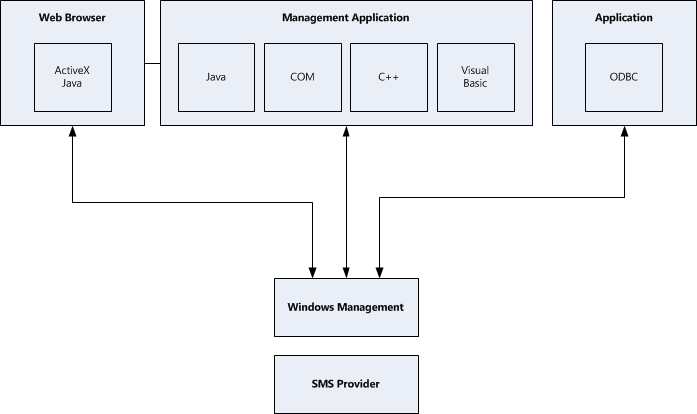 Web Browser
Management Application
Application
ActiveX
Java
Java
COM
C++
Visual
Basic
ODBC
Windows Management
SMS Provider